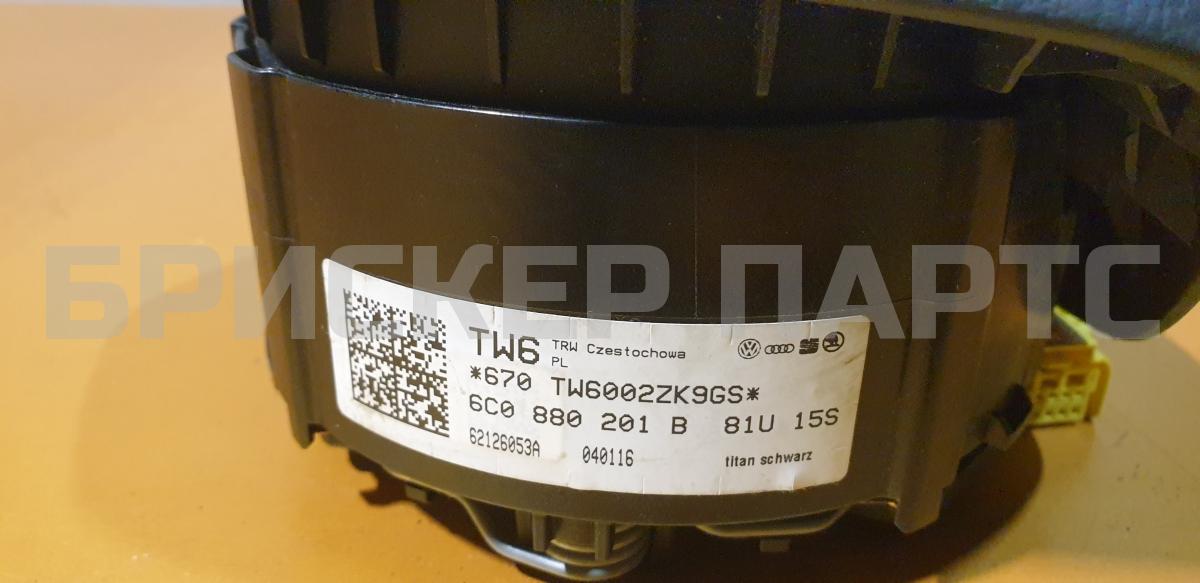 БРИСКЕР ПАРТС
TW6 TRW Czestochowa
PL
*670 TW6002ZK9GS*
6C0 880 201 B 81U 15S
62126053A 040116 titan schwarz